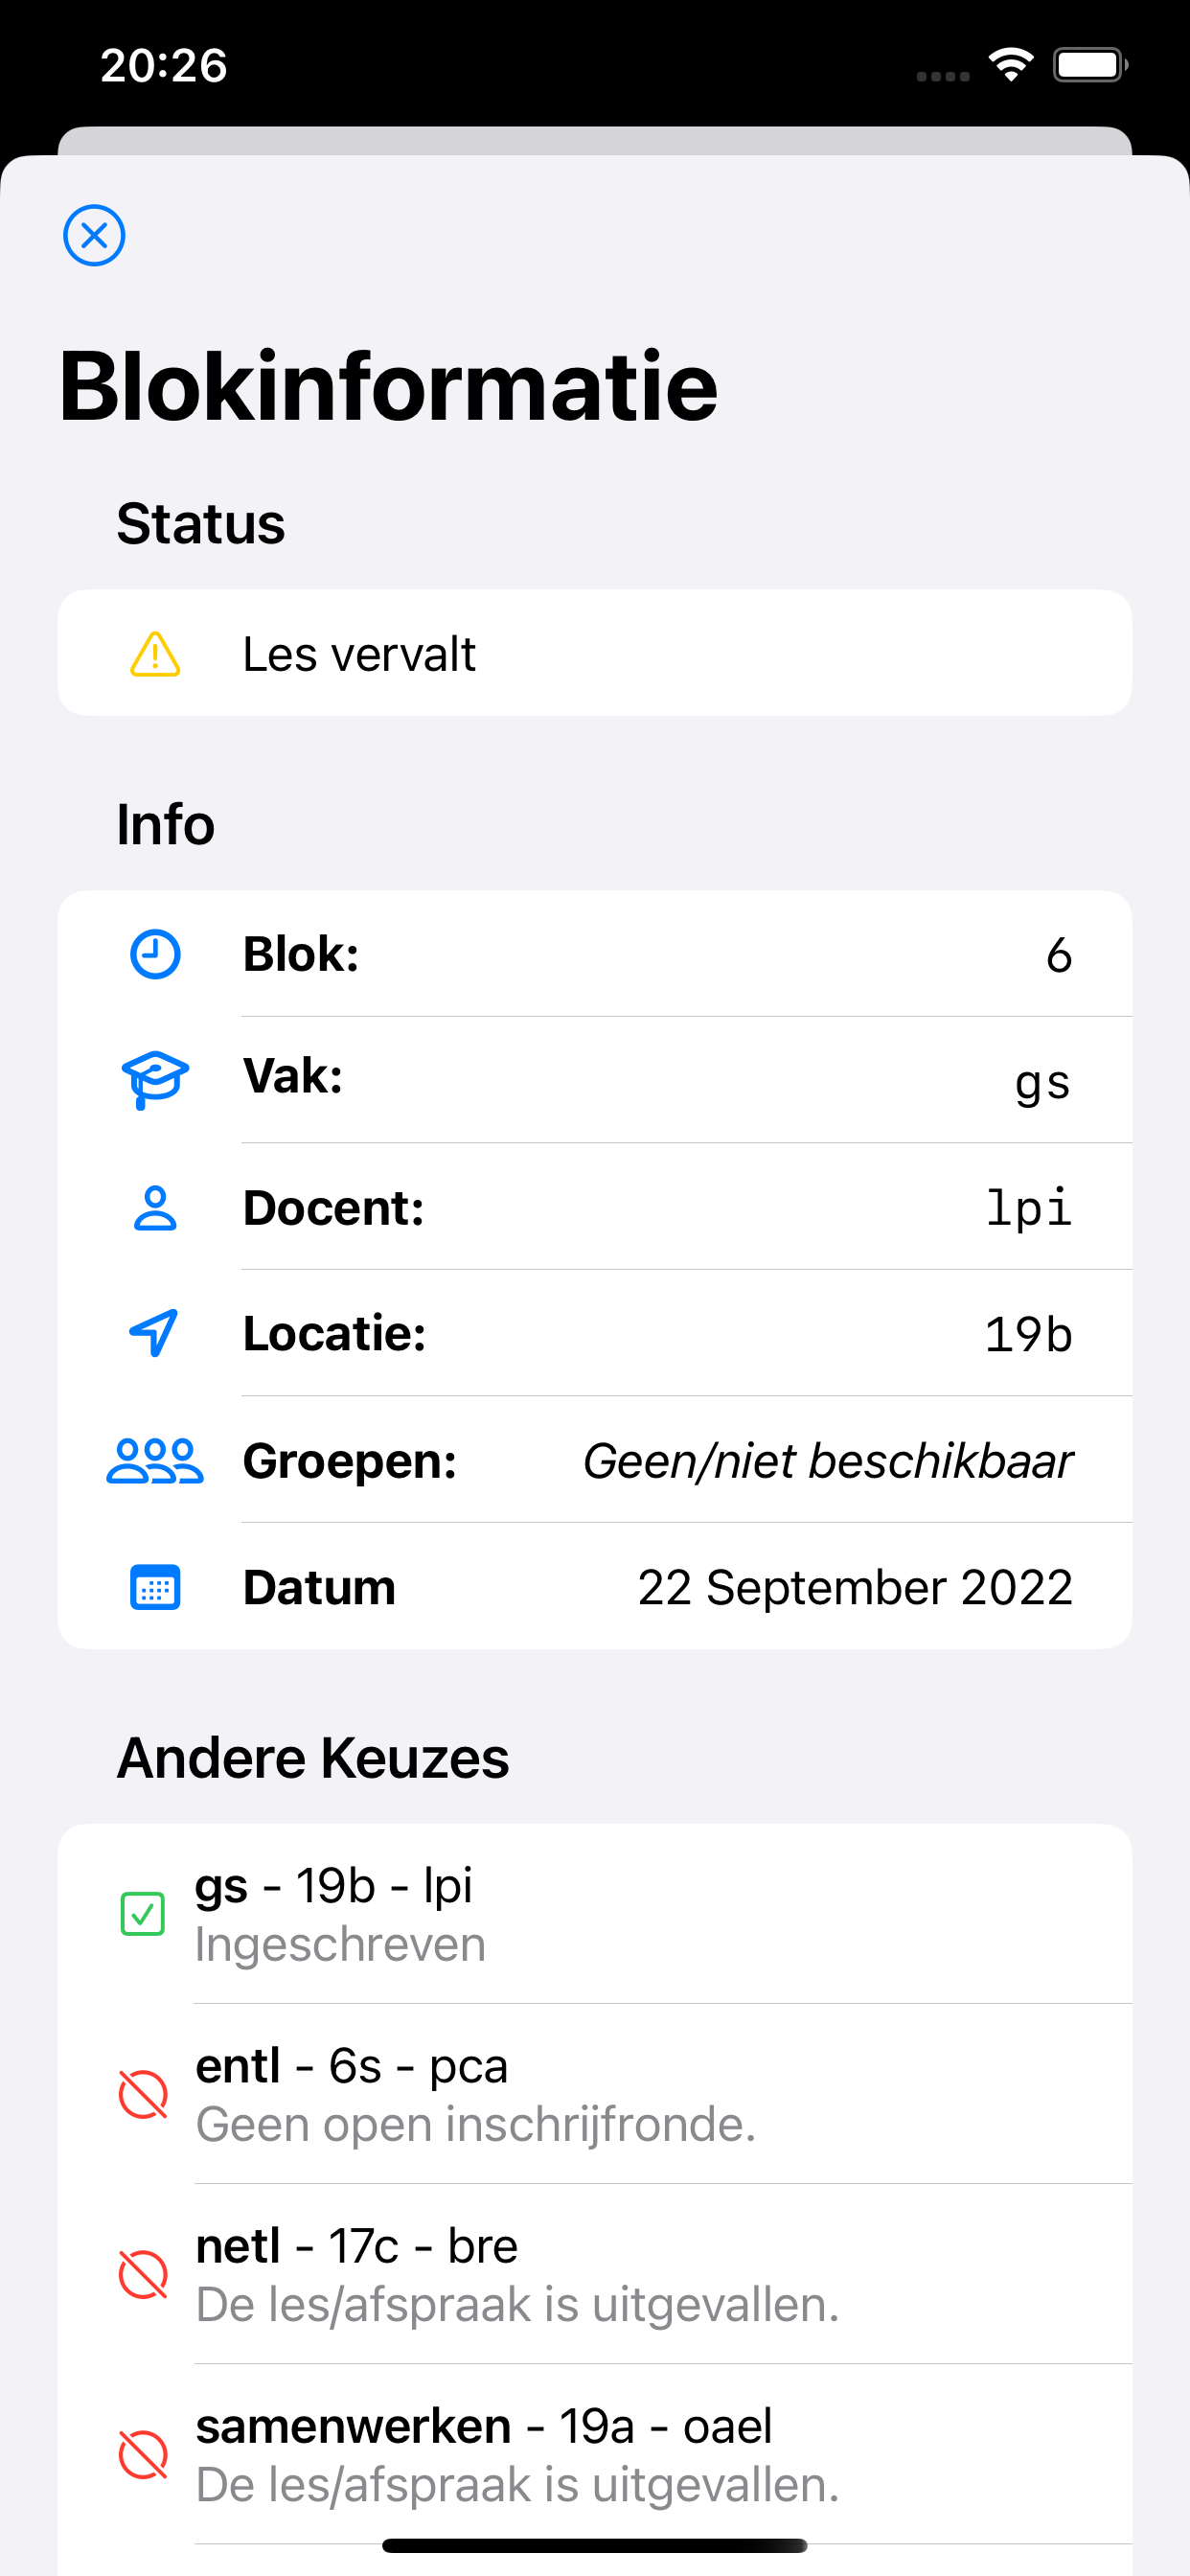 20:26
Blokinformatie
Status
Les vervalt
Info
Blok: 6
Vak: gs
Docent: lpi
Locatie: 19b
Groepen: Geen/niet beschikbaar
Datum 22 September 2022
Andere Keuzes
gs - 19b - lpi
Ingeschreven
entl - 6s - pca
Geen open inschrijfronde.
netl - 17c - bre
De les/afspraak is uitgevallen.
samenwerken - 19a - oael
De les/afspraak is uitgevallen.